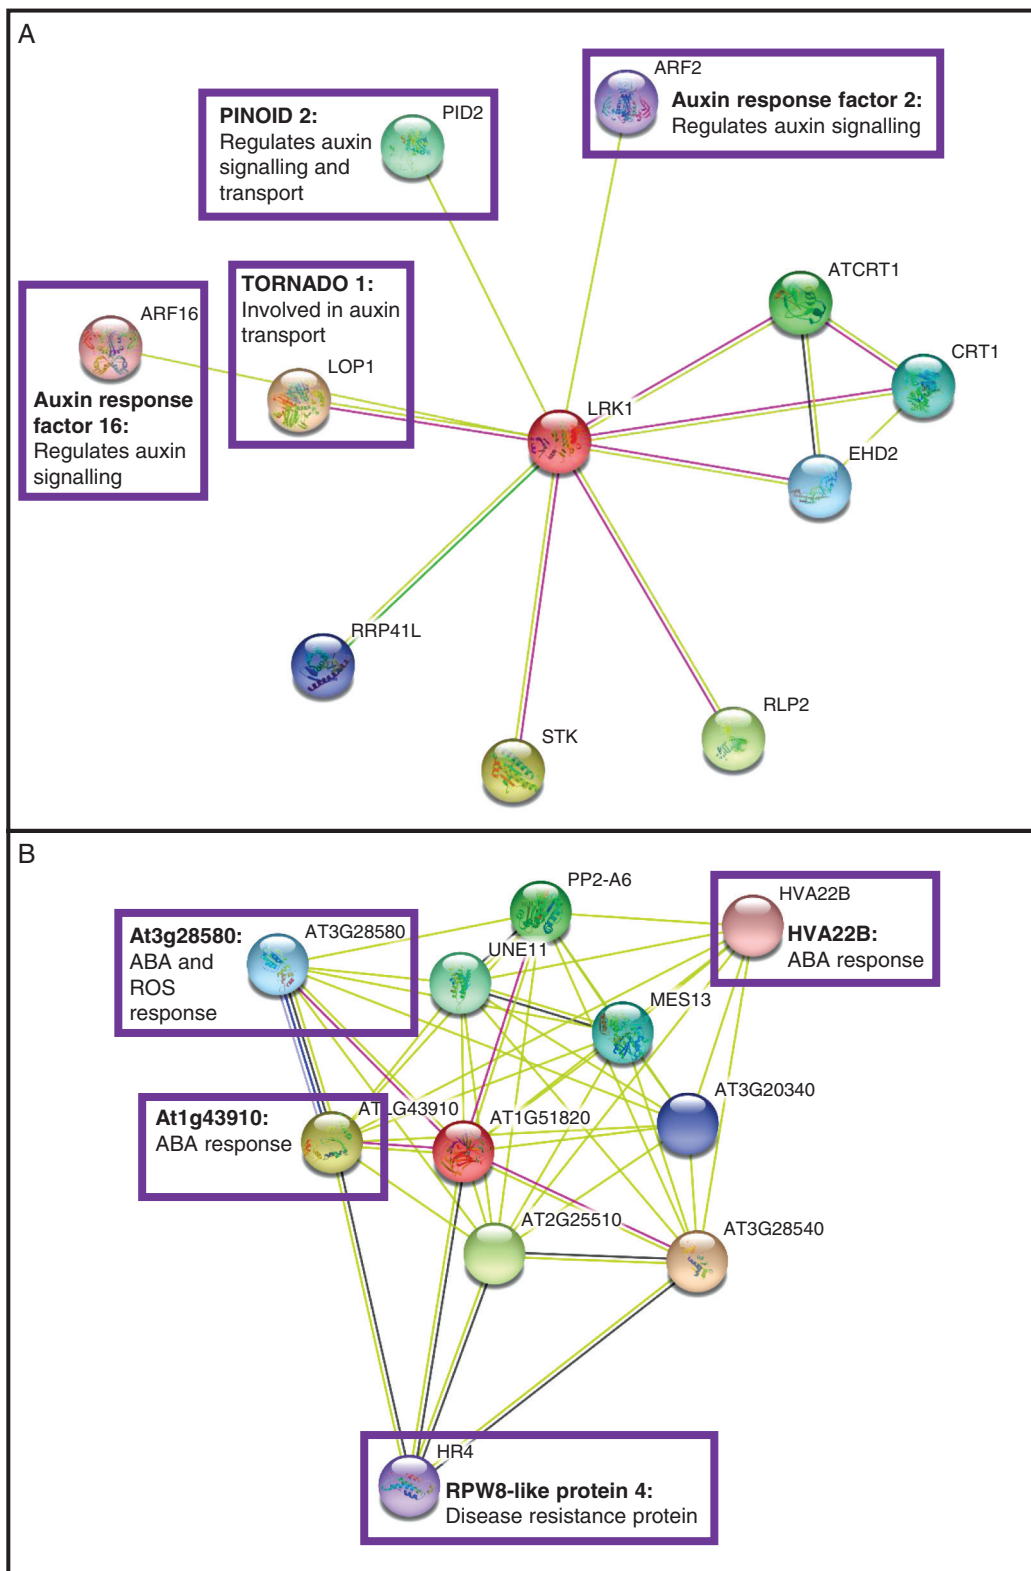 A
ARF2
Auxin response factor 2:
Regulates auxin signalling
PINOID 2:
Regulates auxin
signalling and
transport
PID2
TORNADO 1:
Involved in auxin
transport
LOP1
ARF16
Auxin response
factor 16:
Regulates auxin
signalling
ATCRT1
CRT1
LRK1
EHD2
RRP41L
STK
RLP2
B
PP2-A6
HVA22B
HVA22B:
ABA response
At3g28580:
ABA and
ROS
response
AT3G28580
UNE11
MES13
AT3G20340
At1g43910:
ABA response
AT1G43910
AT1G51820
AT2G25510
AT3G28540
HR4
RPW8-like protein 4:
Disease resistance protein